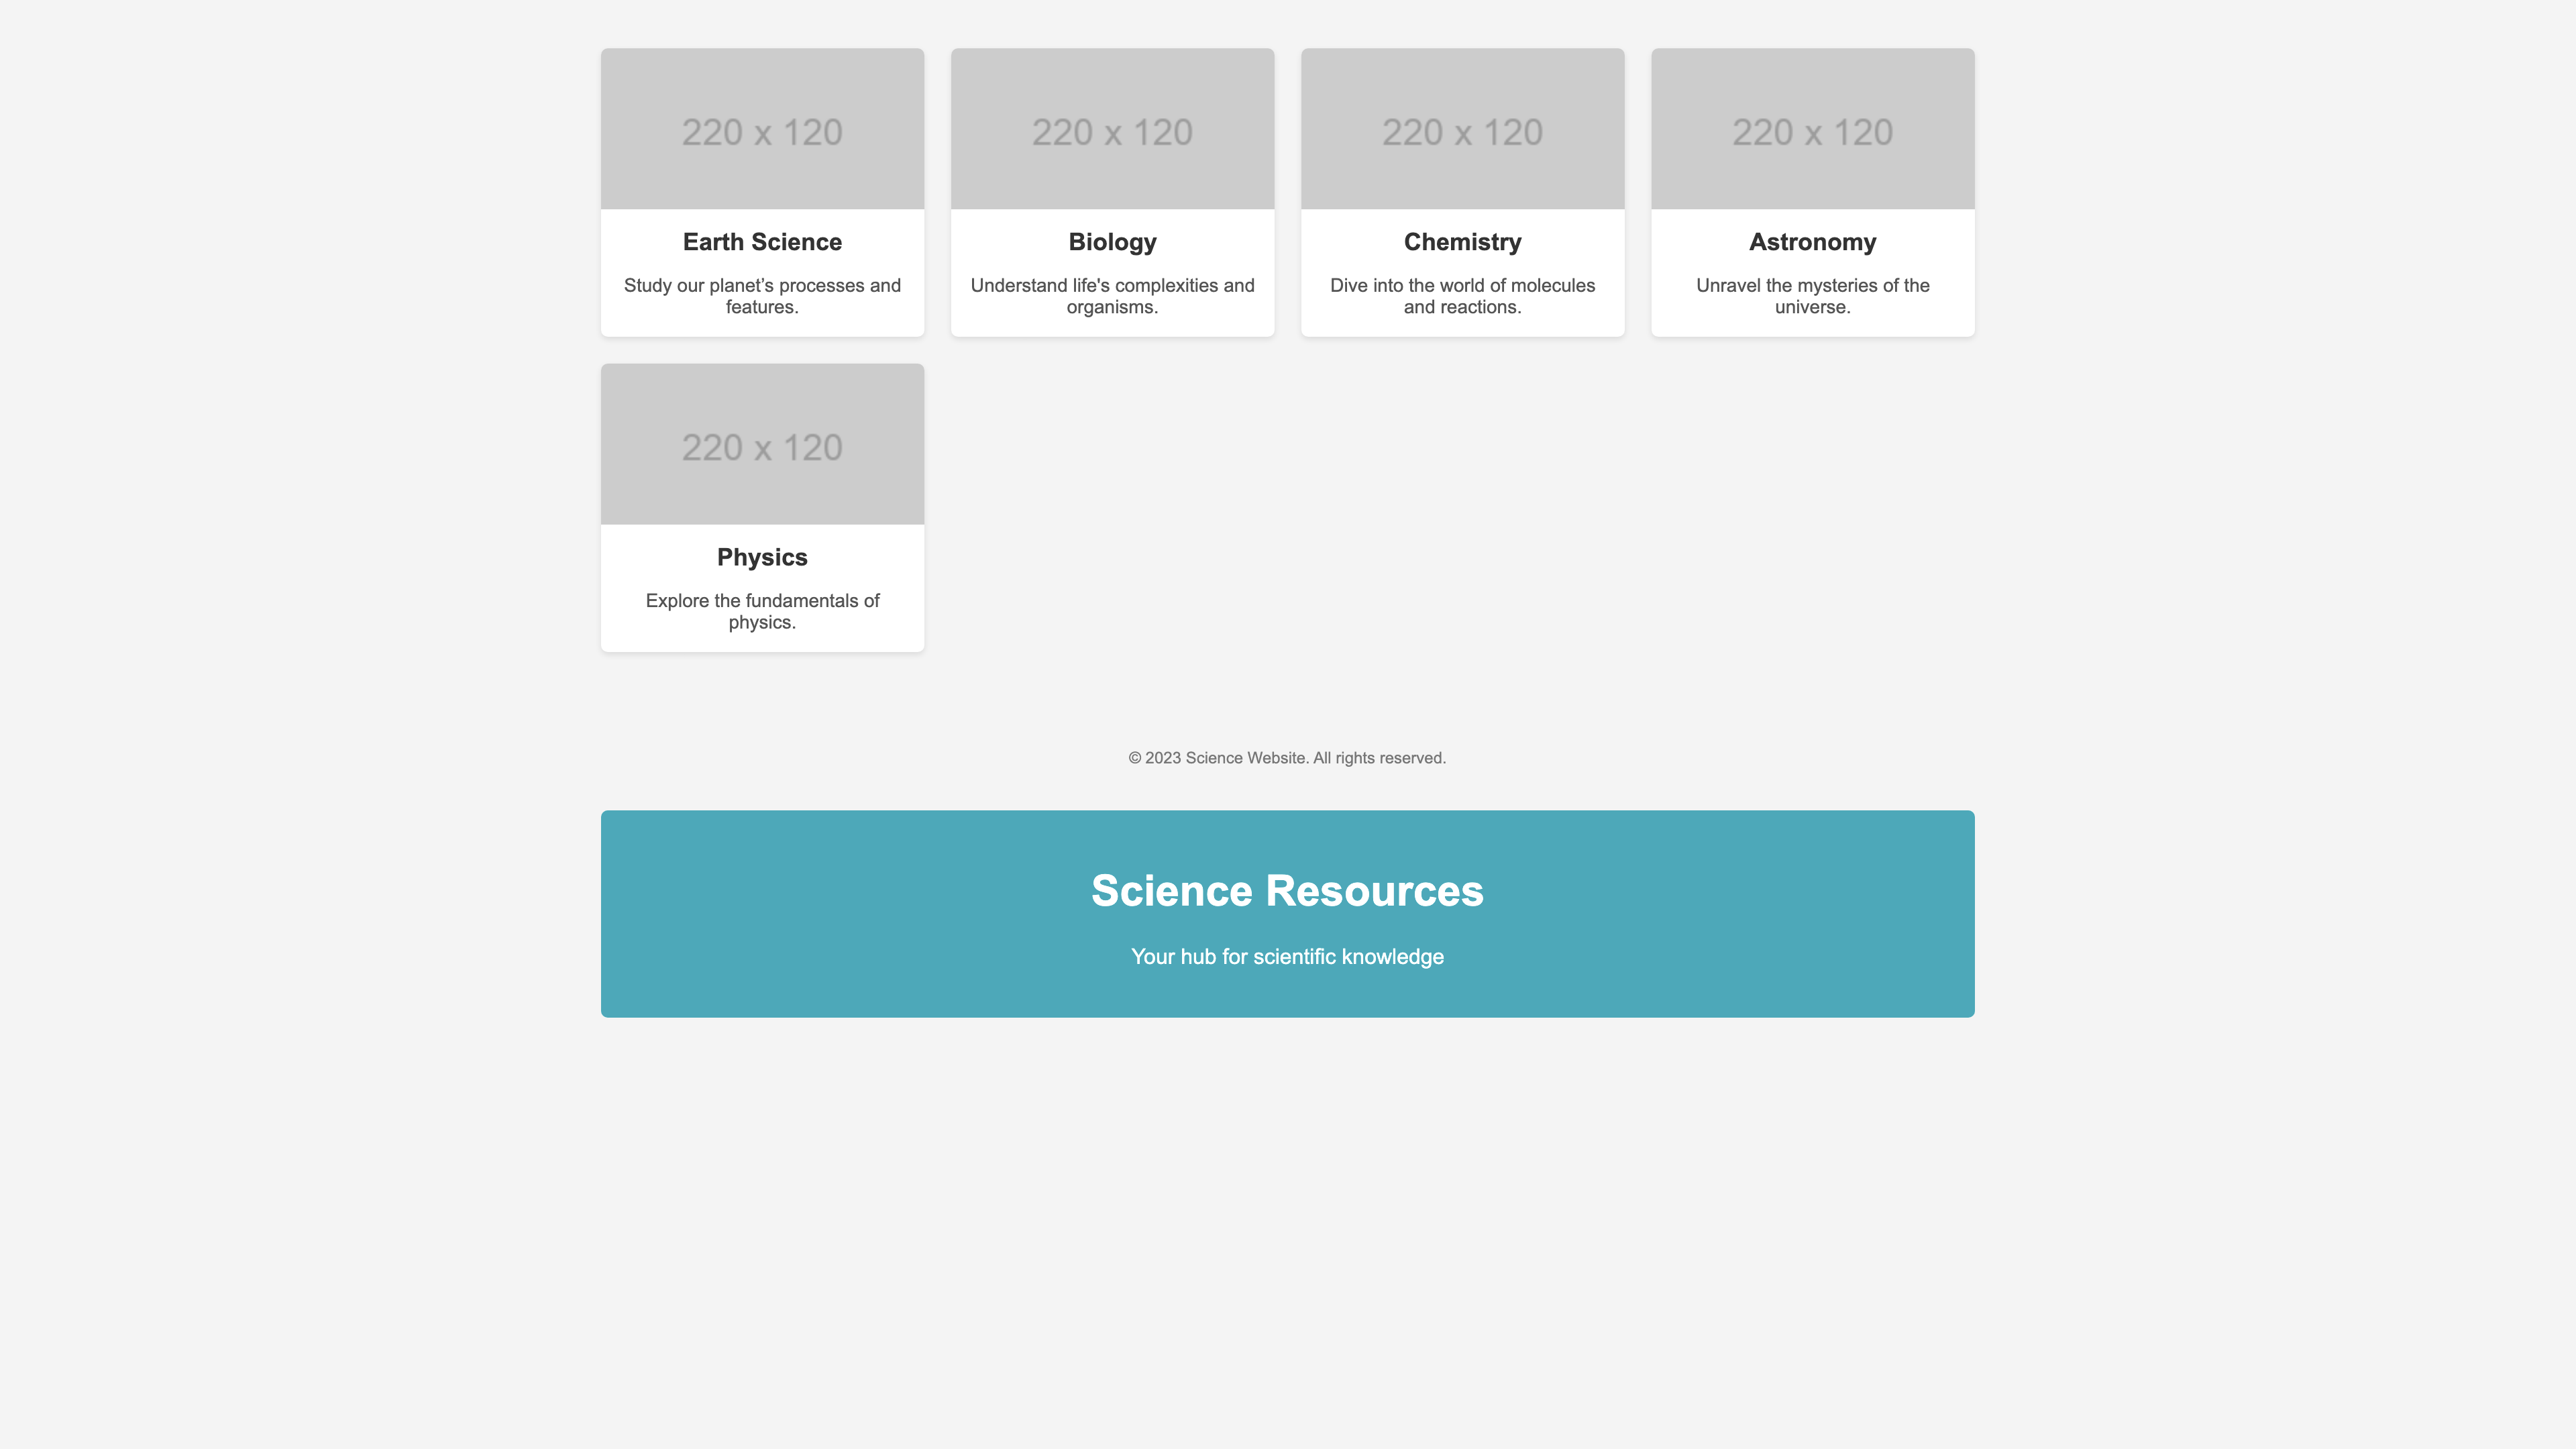 220 x 120
Earth Science
Study our planet’s processes and
features.
220 x 120
Biology
Understand life's complexities and
organisms.
220 x 120
Chemistry
Dive into the world of molecules
and reactions.
220 x 120
Astronomy
Unravel the mysteries of the
universe.
220 x 120
Physics
Explore the fundamentals of
physics.
© 2023 Science Website. All rights reserved.
Science Resources
Your hub for scientific knowledge